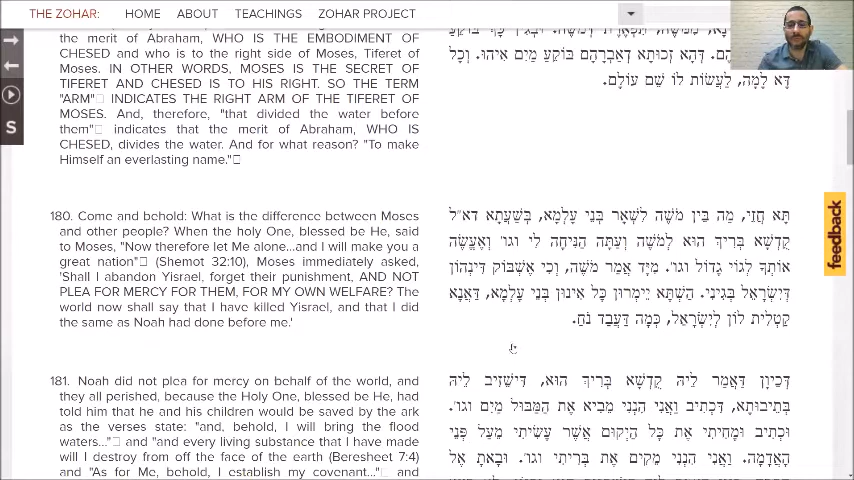 THE ZOHAR: HOME ABOUT TEACHINGS ZOHAR PROJECT
the merit of Abraham, WHO IS THE EMBODIMENT OF
CHESED and who is to the right side of Moses, Tiferet of
Moses. IN OTHER WORDS, MOSES IS THE SECRET OF
TIFERET AND CHESED IS TO HIS RIGHT. SO THE TERM
"ARM" INDICATES THE RIGHT ARM OF THE TIFERET OF
MOSES. And, therefore, "that divided the water before
them" indicates that the merit of Abraham, WHO IS
CHESED, divides the water. And for what reason? "To make
Himself an everlasting name."
180. Come and behold: What is the difference between Moses
and other people? When the holy One, blessed be He, said
to Moses, "Now therefore let Me alone...and I will make you a
great nation" (Shemot 32:10), Moses immediately asked,
'Shall I abandon Yisrael, forget their punishment, AND NOT
PLEA FOR MERCY FOR THEM, FOR MY OWN WELFARE? The
world now shall say that I have killed Yisrael, and that I did
the same as Noah had done before me.'
181. Noah did not plea for mercy on behalf of the world, and
they all perished, because the Holy One, blessed be He, had
told him that he and his children would be saved by the ark
as the verses state: "and, behold, I will bring the flood
waters..." and "and every living substance that I have made
will I destroy from off the face of the earth (Beresheet 7:4)
and "As for Me, behold, I establish my covenant..." and
מִמֹּשֶׁה, תִּפְאֶרֶת דְּמֹשֶׁה. וּבְגִין כָּךְ בּוֹקֵעַ
דְּהָא זְכוּתָא דְאַבְרָהָם בּוֹקֵעַ מַיִם אִיהוּ. וְכָל
דָּא לָמָּה, לַעֲשׂוֹת לוֹ שֵׁם עוֹלָם.
תָּא חֲזֵי, מַה בֵּין מֹשֶׁה לִשְׁאָר בְּנֵי עָלְמָא, בְּשַׁעֲתָא דא״ל
קֻדְשָׁא בְּרִיךְ הוּא לְמֹשֶׁה וְעַתָּה הַנִּיחָה לִּי וגו' וְאֶעֱשֶׂה
אוֹתְךָ לְגוֹי גָדוֹל וגו'. מִיָּד אֲמַר מֹשֶׁה, וְכִי אֶשְׁבּוֹק דִּינְהוֹן
דְּיִשְׂרָאֵל בְּגִינִי. הַשְׁתָּא יֵימְרוּן כָּל אִינוּן בְּנֵי עָלְמָא, דַּאֲנָא
קַטְלִית לוֹן לְיִשְׂרָאֵל, כְּמָה דַּעֲבַד נֹחַ.
דְּכֵיוָן דַּאֲמַר לֵיהּ קֻדְשָׁא בְּרִיךְ הוּא, דִּישֵׁזִיב לֵיהּ
בְּתֵיבוּתָא, דִּכְתִיב וַאֲנִי הִנְנִי מֵבִיא אֶת הַמַּבּוּל מַיִם וגו'.
וּכְתִיב וּמָחִיתִי אֶת כָּל הַיְקוּם אֲשֶׁר עָשִׂיתִי מֵעַל פְּנֵי
הָאֲדָמָה. וַאֲנִי הִנְנִי מֵקִים אֶת בְּרִיתִי וגו'. וּבָאתָ אֶל
S
feedback